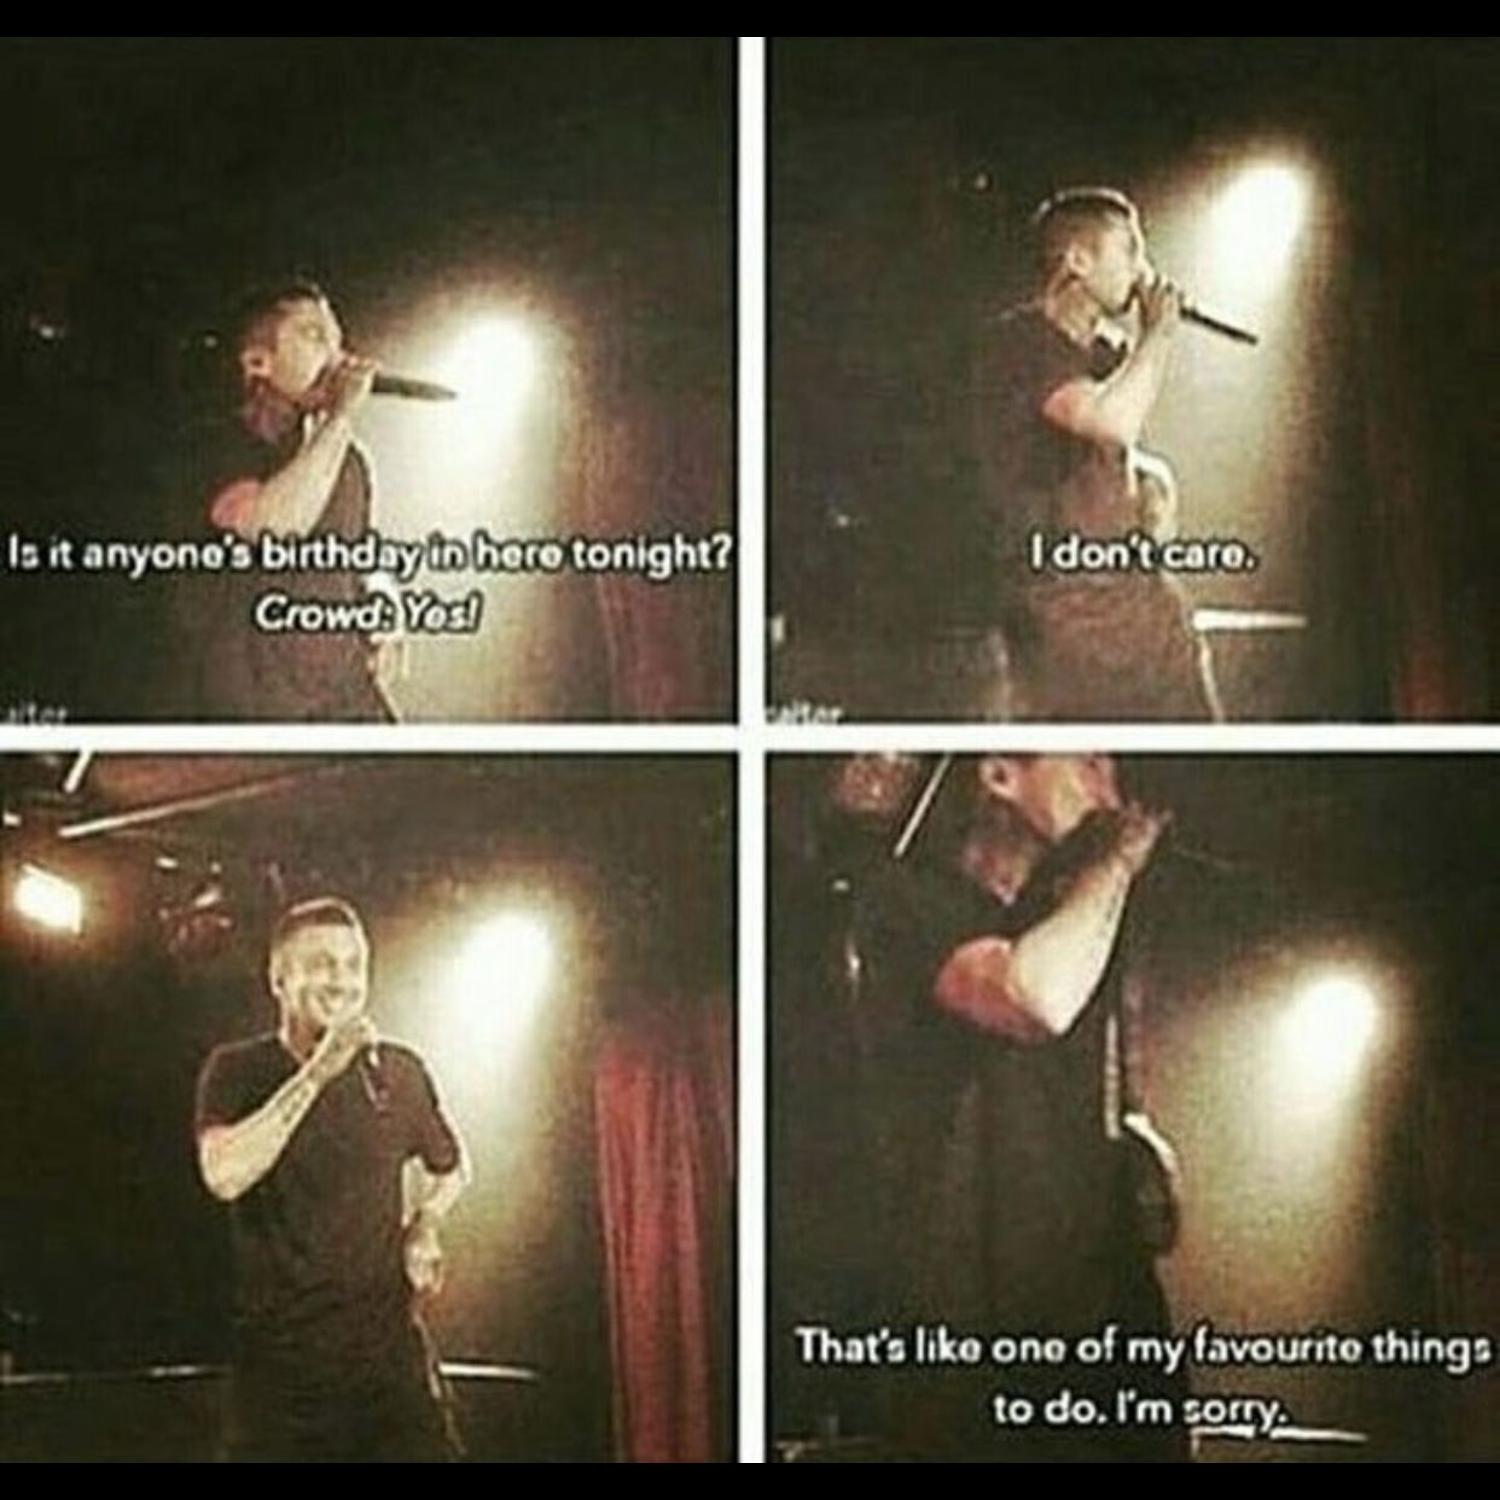 Is it anyone's birthday in here tonight?
Crowd: Yes!
I don't care.
That's like one of my favourite things
to do. I'm sorry.